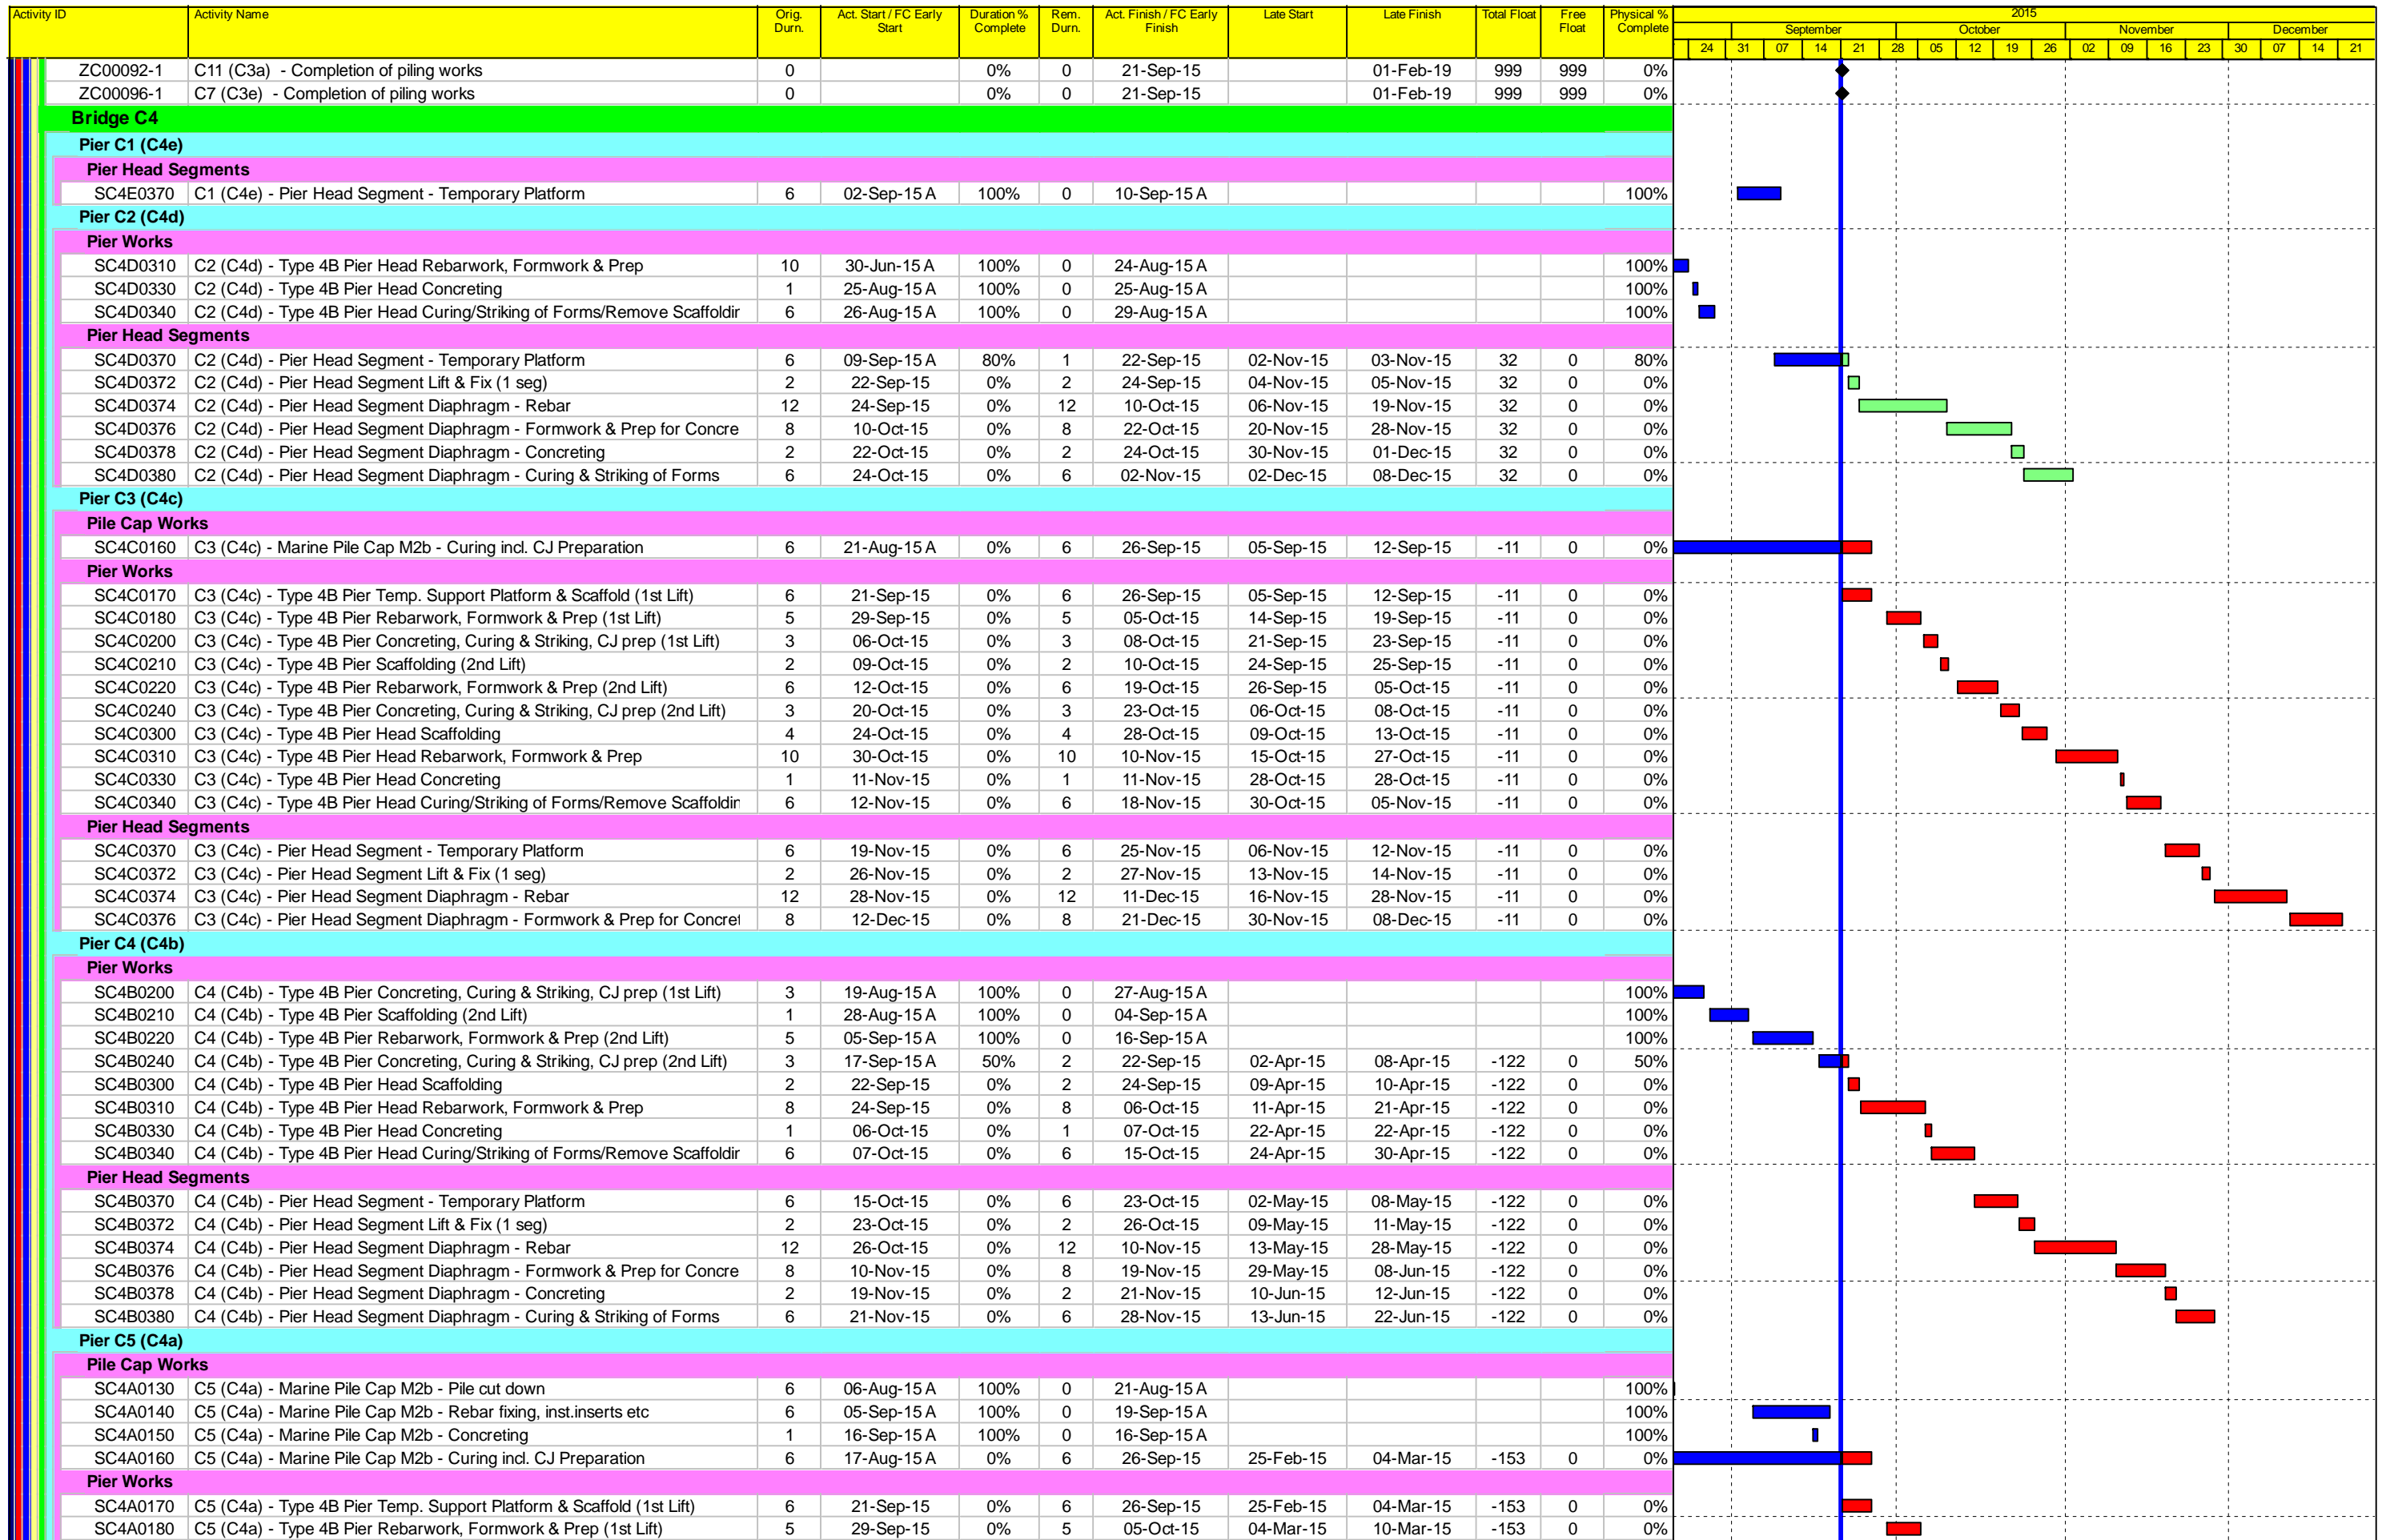 Activity ID Activity Name Orig. Durn. Act. Start / FC Early Start Duration % Complete Rem. Durn. Act. Finish / FC Early Finish Late Start Late Finish Total Float Free Float Physical % Complete 2015
September October November December
24 31 07 14 21 28 05 12 19 26 02 09 16 23 30 07 14 21
ZC00092-1 C11 (C3a) - Completion of piling works 0 0% 0 21-Sep-15 01-Feb-19 999 999 0%
ZC00096-1 C7 (C3e) - Completion of piling works 0 0% 0 21-Sep-15 01-Feb-19 999 999 0%
Bridge C4
Pier C1 (C4e)
Pier Head Segments
SC4E0370 C1 (C4e) - Pier Head Segment - Temporary Platform 6 02-Sep-15 A 100% 0 10-Sep-15 A 100%
Pier C2 (C4d)
Pier Works
SC4D0310 C2 (C4d) - Type 4B Pier Head Rebarwork, Formwork & Prep 10 30-Jun-15 A 100% 0 24-Aug-15 A 100%
SC4D0330 C2 (C4d) - Type 4B Pier Head Concreting 1 25-Aug-15 A 100% 0 25-Aug-15 A 100%
SC4D0340 C2 (C4d) - Type 4B Pier Head Curing/Striking of Forms/Remove Scaffoldir 6 26-Aug-15 A 100% 0 29-Aug-15 A 100%
Pier Head Segments
SC4D0370 C2 (C4d) - Pier Head Segment - Temporary Platform 6 09-Sep-15 A 80% 1 22-Sep-15 02-Nov-15 03-Nov-15 32 0 80%
SC4D0372 C2 (C4d) - Pier Head Segment Lift & Fix (1 seg) 2 22-Sep-15 0% 2 24-Sep-15 04-Nov-15 05-Nov-15 32 0 0%
SC4D0374 C2 (C4d) - Pier Head Segment Diaphragm - Rebar 12 24-Sep-15 0% 12 10-Oct-15 06-Nov-15 19-Nov-15 32 0 0%
SC4D0376 C2 (C4d) - Pier Head Segment Diaphragm - Formwork & Prep for Concre 8 10-Oct-15 0% 8 22-Oct-15 20-Nov-15 28-Nov-15 32 0 0%
SC4D0378 C2 (C4d) - Pier Head Segment Diaphragm - Concreting 2 22-Oct-15 0% 2 24-Oct-15 30-Nov-15 01-Dec-15 32 0 0%
SC4D0380 C2 (C4d) - Pier Head Segment Diaphragm - Curing & Striking of Forms 6 24-Oct-15 0% 6 02-Nov-15 02-Dec-15 08-Dec-15 32 0 0%
Pier C3 (C4c)
Pile Cap Works
SC4C0160 C3 (C4c) - Marine Pile Cap M2b - Curing incl. CJ Preparation 6 21-Aug-15 A 0% 6 26-Sep-15 05-Sep-15 12-Sep-15 -11 0 0%
Pier Works
SC4C0170 C3 (C4c) - Type 4B Pier Temp. Support Platform & Scaffold (1st Lift) 6 21-Sep-15 0% 6 26-Sep-15 05-Sep-15 12-Sep-15 -11 0 0%
SC4C0180 C3 (C4c) - Type 4B Pier Rebarwork, Formwork & Prep (1st Lift) 5 29-Sep-15 0% 5 05-Oct-15 14-Sep-15 19-Sep-15 -11 0 0%
SC4C0200 C3 (C4c) - Type 4B Pier Concreting, Curing & Striking, CJ prep (1st Lift) 3 06-Oct-15 0% 3 08-Oct-15 21-Sep-15 23-Sep-15 -11 0 0%
SC4C0210 C3 (C4c) - Type 4B Pier Scaffolding (2nd Lift) 2 09-Oct-15 0% 2 10-Oct-15 24-Sep-15 25-Sep-15 -11 0 0%
SC4C0220 C3 (C4c) - Type 4B Pier Rebarwork, Formwork & Prep (2nd Lift) 6 12-Oct-15 0% 6 19-Oct-15 26-Sep-15 05-Oct-15 -11 0 0%
SC4C0240 C3 (C4c) - Type 4B Pier Concreting, Curing & Striking, CJ prep (2nd Lift) 3 20-Oct-15 0% 3 23-Oct-15 06-Oct-15 08-Oct-15 -11 0 0%
SC4C0300 C3 (C4c) - Type 4B Pier Head Scaffolding 4 24-Oct-15 0% 4 28-Oct-15 09-Oct-15 13-Oct-15 -11 0 0%
SC4C0310 C3 (C4c) - Type 4B Pier Head Rebarwork, Formwork & Prep 10 30-Oct-15 0% 10 10-Nov-15 15-Oct-15 27-Oct-15 -11 0 0%
SC4C0330 C3 (C4c) - Type 4B Pier Head Concreting 1 11-Nov-15 0% 1 11-Nov-15 28-Oct-15 28-Oct-15 -11 0 0%
SC4C0340 C3 (C4c) - Type 4B Pier Head Curing/Striking of Forms/Remove Scaffoldin 6 12-Nov-15 0% 6 18-Nov-15 30-Oct-15 05-Nov-15 -11 0 0%
Pier Head Segments
SC4C0370 C3 (C4c) - Pier Head Segment - Temporary Platform 6 19-Nov-15 0% 6 25-Nov-15 06-Nov-15 12-Nov-15 -11 0 0%
SC4C0372 C3 (C4c) - Pier Head Segment Lift & Fix (1 seg) 2 26-Nov-15 0% 2 27-Nov-15 13-Nov-15 14-Nov-15 -11 0 0%
SC4C0374 C3 (C4c) - Pier Head Segment Diaphragm - Rebar 12 28-Nov-15 0% 12 11-Dec-15 16-Nov-15 28-Nov-15 -11 0 0%
SC4C0376 C3 (C4c) - Pier Head Segment Diaphragm - Formwork & Prep for Concret 8 12-Dec-15 0% 8 21-Dec-15 30-Nov-15 08-Dec-15 -11 0 0%
Pier C4 (C4b)
Pier Works
SC4B0200 C4 (C4b) - Type 4B Pier Concreting, Curing & Striking, CJ prep (1st Lift) 3 19-Aug-15 A 100% 0 27-Aug-15 A 100%
SC4B0210 C4 (C4b) - Type 4B Pier Scaffolding (2nd Lift) 1 28-Aug-15 A 100% 0 04-Sep-15 A 100%
SC4B0220 C4 (C4b) - Type 4B Pier Rebarwork, Formwork & Prep (2nd Lift) 5 05-Sep-15 A 100% 0 16-Sep-15 A 100%
SC4B0240 C4 (C4b) - Type 4B Pier Concreting, Curing & Striking, CJ prep (2nd Lift) 3 17-Sep-15 A 50% 2 22-Sep-15 02-Apr-15 08-Apr-15 -122 0 50%
SC4B0300 C4 (C4b) - Type 4B Pier Head Scaffolding 2 22-Sep-15 0% 2 24-Sep-15 09-Apr-15 10-Apr-15 -122 0 0%
SC4B0310 C4 (C4b) - Type 4B Pier Head Rebarwork, Formwork & Prep 8 24-Sep-15 0% 8 06-Oct-15 11-Apr-15 21-Apr-15 -122 0 0%
SC4B0330 C4 (C4b) - Type 4B Pier Head Concreting 1 06-Oct-15 0% 1 07-Oct-15 22-Apr-15 22-Apr-15 -122 0 0%
SC4B0340 C4 (C4b) - Type 4B Pier Head Curing/Striking of Forms/Remove Scaffoldir 6 07-Oct-15 0% 6 15-Oct-15 24-Apr-15 30-Apr-15 -122 0 0%
Pier Head Segments
SC4B0370 C4 (C4b) - Pier Head Segment - Temporary Platform 6 15-Oct-15 0% 6 23-Oct-15 02-May-15 08-May-15 -122 0 0%
SC4B0372 C4 (C4b) - Pier Head Segment Lift & Fix (1 seg) 2 23-Oct-15 0% 2 26-Oct-15 09-May-15 11-May-15 -122 0 0%
SC4B0374 C4 (C4b) - Pier Head Segment Diaphragm - Rebar 12 26-Oct-15 0% 12 10-Nov-15 13-May-15 28-May-15 -122 0 0%
SC4B0376 C4 (C4b) - Pier Head Segment Diaphragm - Formwork & Prep for Concre 8 10-Nov-15 0% 8 19-Nov-15 29-May-15 08-Jun-15 -122 0 0%
SC4B0378 C4 (C4b) - Pier Head Segment Diaphragm - Concreting 2 19-Nov-15 0% 2 21-Nov-15 10-Jun-15 12-Jun-15 -122 0 0%
SC4B0380 C4 (C4b) - Pier Head Segment Diaphragm - Curing & Striking of Forms 6 21-Nov-15 0% 6 28-Nov-15 13-Jun-15 22-Jun-15 -122 0 0%
Pier C5 (C4a)
Pile Cap Works
SC4A0130 C5 (C4a) - Marine Pile Cap M2b - Pile cut down 6 06-Aug-15 A 100% 0 21-Aug-15 A 100%
SC4A0140 C5 (C4a) - Marine Pile Cap M2b - Rebar fixing, inst.inserts etc 6 05-Sep-15 A 100% 0 19-Sep-15 A 100%
SC4A0150 C5 (C4a) - Marine Pile Cap M2b - Concreting 1 16-Sep-15 A 100% 0 16-Sep-15 A 100%
SC4A0160 C5 (C4a) - Marine Pile Cap M2b - Curing incl. CJ Preparation 6 17-Aug-15 A 0% 6 26-Sep-15 25-Feb-15 04-Mar-15 -153 0 0%
Pier Works
SC4A0170 C5 (C4a) - Type 4B Pier Temp. Support Platform & Scaffold (1st Lift) 6 21-Sep-15 0% 6 26-Sep-15 25-Feb-15 04-Mar-15 -153 0 0%
SC4A0180 C5 (C4a) - Type 4B Pier Rebarwork, Formwork & Prep (1st Lift) 5 29-Sep-15 0% 5 05-Oct-15 04-Mar-15 10-Mar-15 -153 0 0%